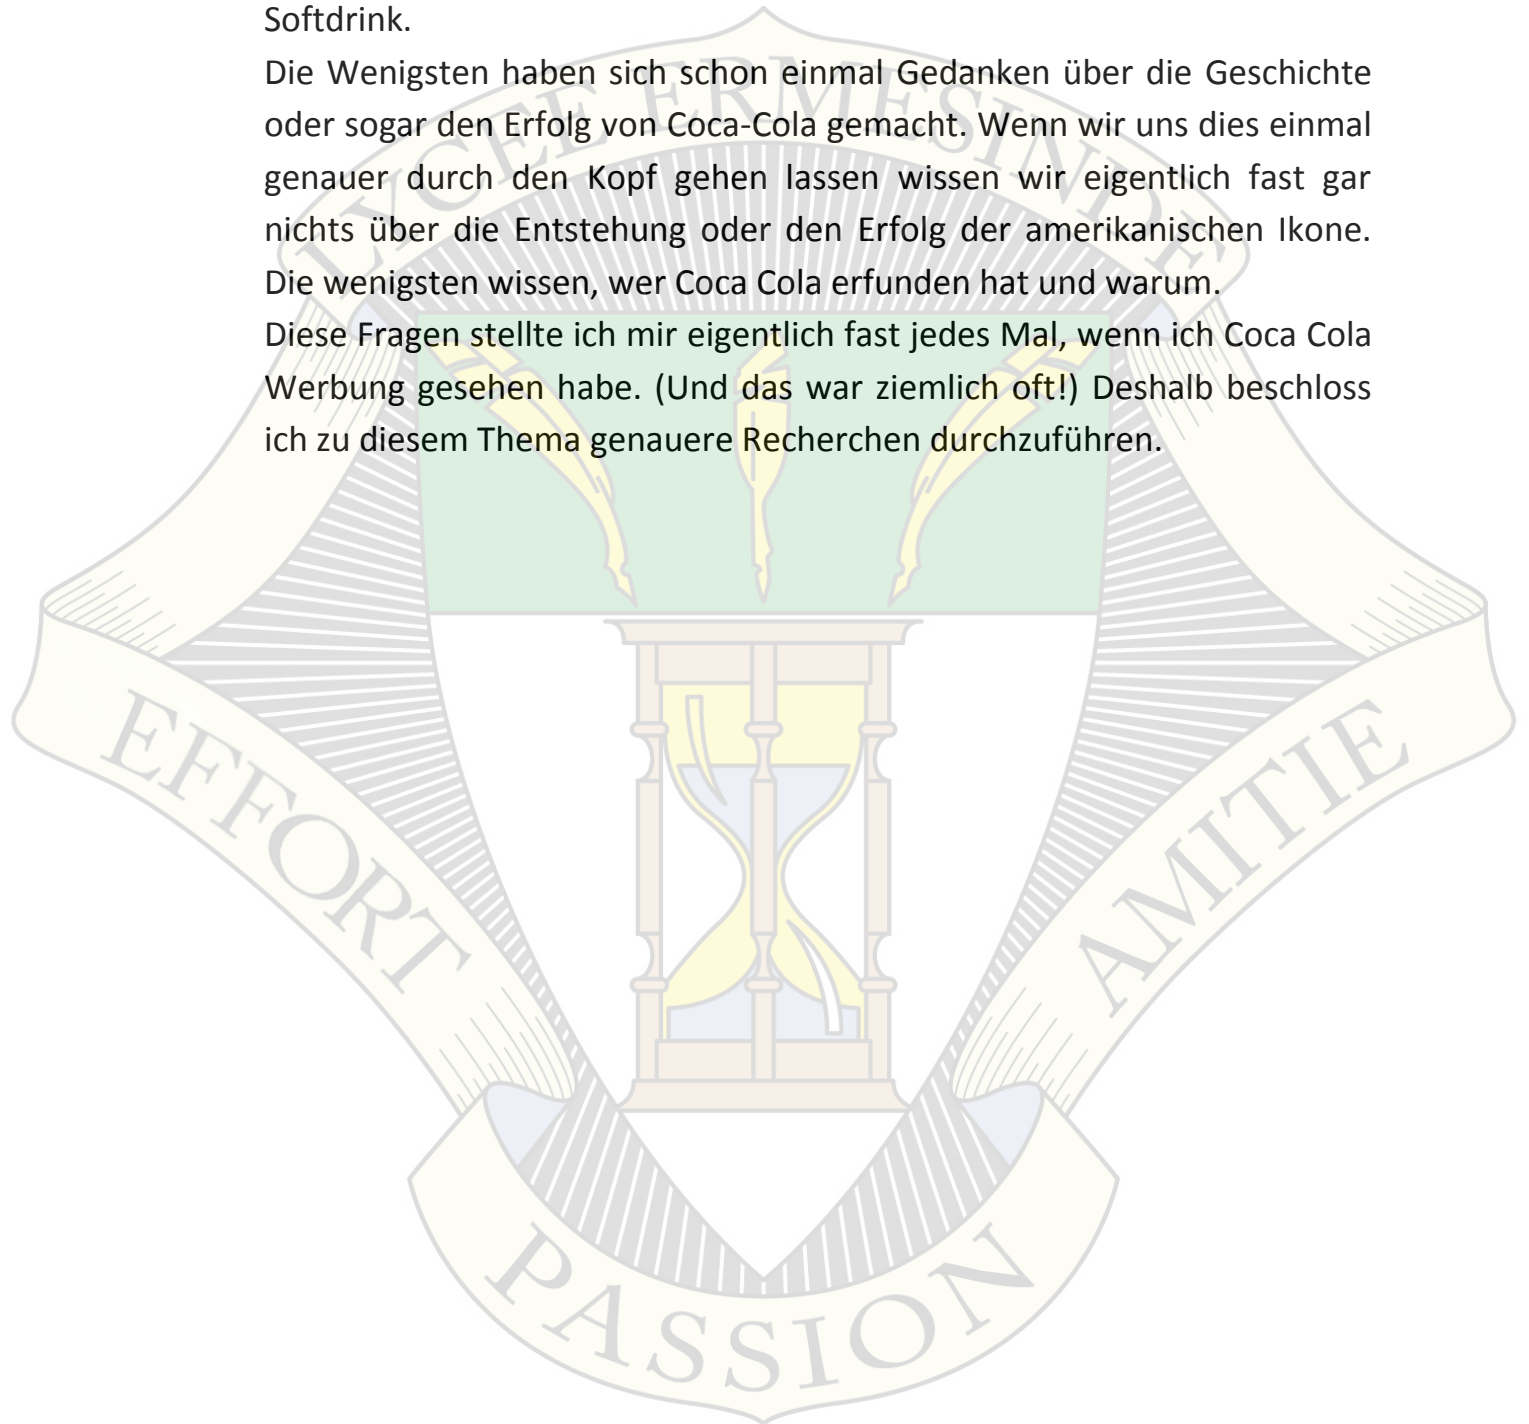 Softdrink.
Die Wenigsten haben sich schon einmal Gedanken über die Geschichte
oder sogar den Erfolg von Coca-Cola gemacht. Wenn wir uns dies einmal
genauer durch den Kopf gehen lassen wissen wir eigentlich fast gar
nichts über die Entstehung oder den Erfolg der amerikanischen Ikone.
Die wenigsten wissen, wer Coca Cola erfunden hat und warum.
Diese Fragen stellte ich mir eigentlich fast jedes Mal, wenn ich Coca Cola
Werbung gesehen habe. (Und das war ziemlich oft!) Deshalb beschloss
ich zu diesem Thema genauere Recherchen durchzuführen.
LYCEE ERMESINDE
EFFORT
AMITIE
PASSION